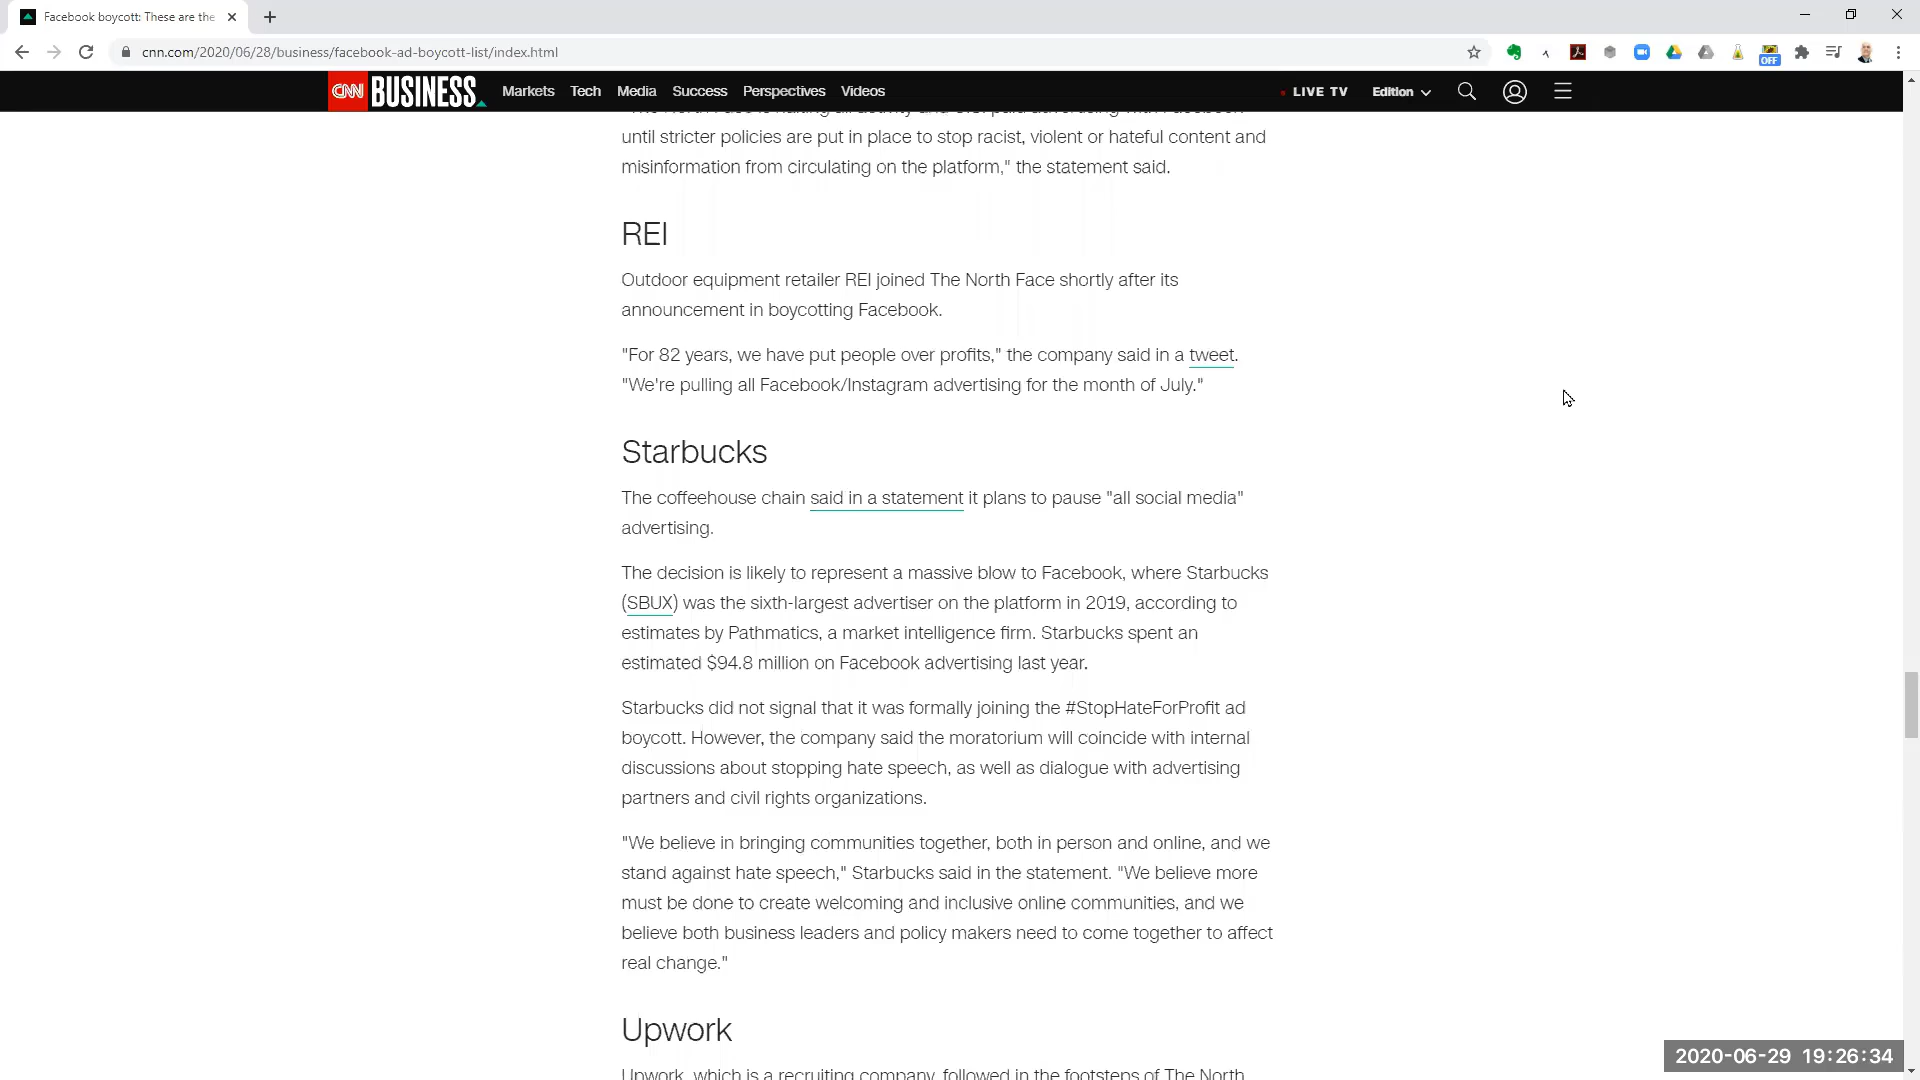 Facebook boycott: These are the
cnn.com/2020/06/28/business/facebook-ad-boycott-list/index.html
OFF
CNN BUSINESS Markets Tech Media Success Perspectives Videos LIVE TV Edition
until stricter policies are put in place to stop racist, violent or hateful content and
misinformation from circulating on the platform," the statement said.
REI
Outdoor equipment retailer REI joined The North Face shortly after its
announcement in boycotting Facebook.
"For 82 years, we have put people over profits," the company said in a tweet.
"We're pulling all Facebook/Instagram advertising for the month of July."
Starbucks
The coffeehouse chain said in a statement it plans to pause "all social media"
advertising.
The decision is likely to represent a massive blow to Facebook, where Starbucks
(SBUX) was the sixth-largest advertiser on the platform in 2019, according to
estimates by Pathmatics, a market intelligence firm. Starbucks spent an
estimated $94.8 million on Facebook advertising last year.
Starbucks did not signal that it was formally joining the #StopHateForProfit ad
boycott. However, the company said the moratorium will coincide with internal
discussions about stopping hate speech, as well as dialogue with advertising
partners and civil rights organizations.
"We believe in bringing communities together, both in person and online, and we
stand against hate speech," Starbucks said in the statement. "We believe more
must be done to create welcoming and inclusive online communities, and we
believe both business leaders and policy makers need to come together to affect
real change."
Upwork
Upwork, which is a recruiting company, followed in the footsteps of The North
2020-06-29 19:26:34